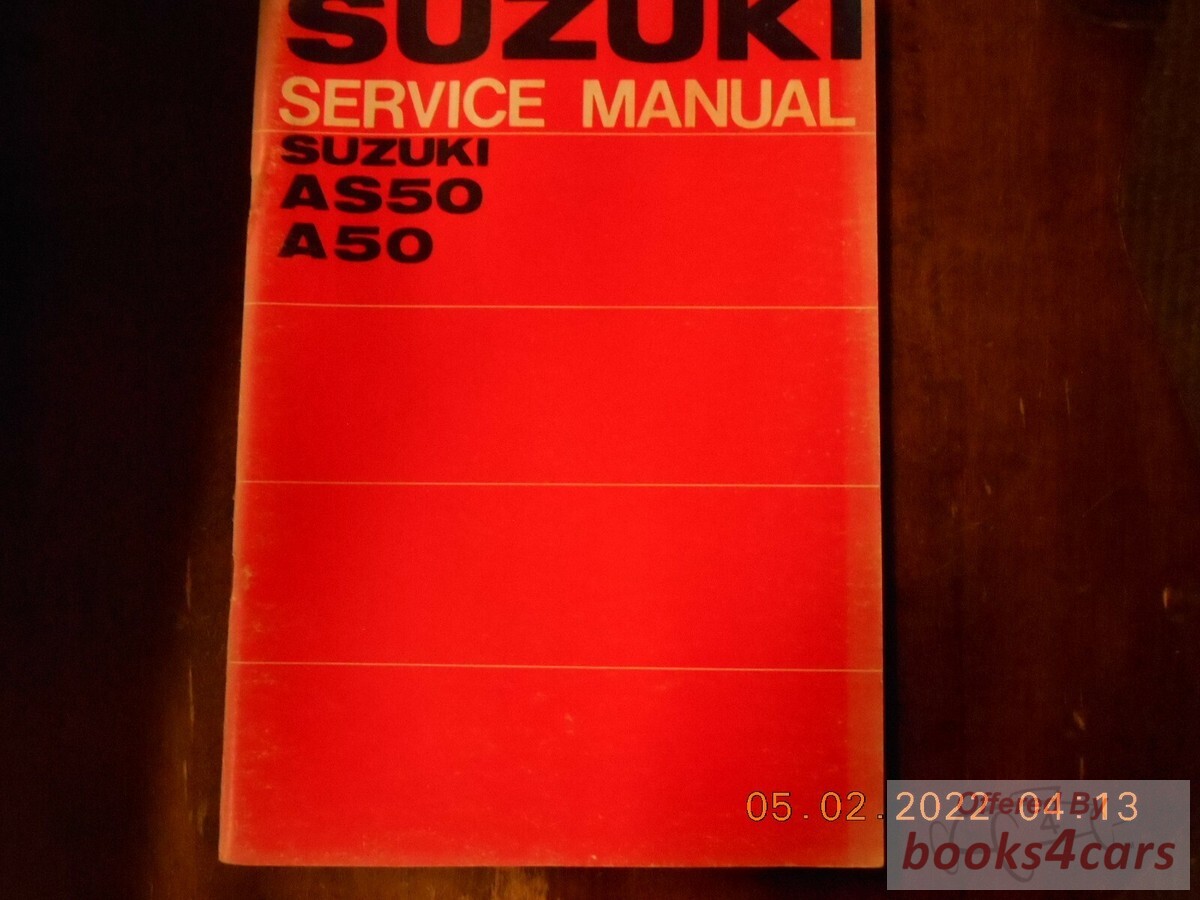 SUZUKI
SERVICE MANUAL
SUZUKI
AS50
A50
05.02.2022 04:13
Offered By
books4cars